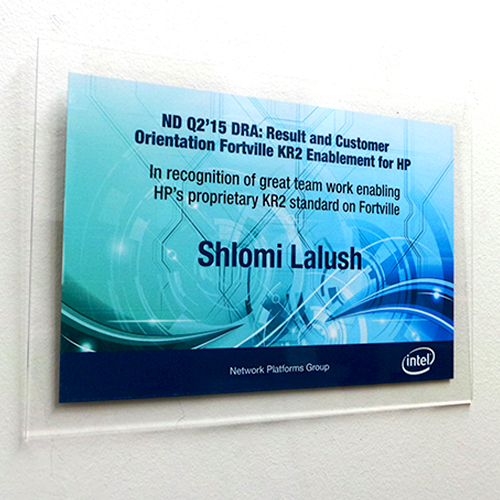 ND Q2'15 DRA: Result and Customer
Orientation Fortville KR2 Enablement for HP
In recognition of great team work enabling
HP's proprietary KR2 standard on Fortville
Shlomi Lalush
Network Platforms Group
intel